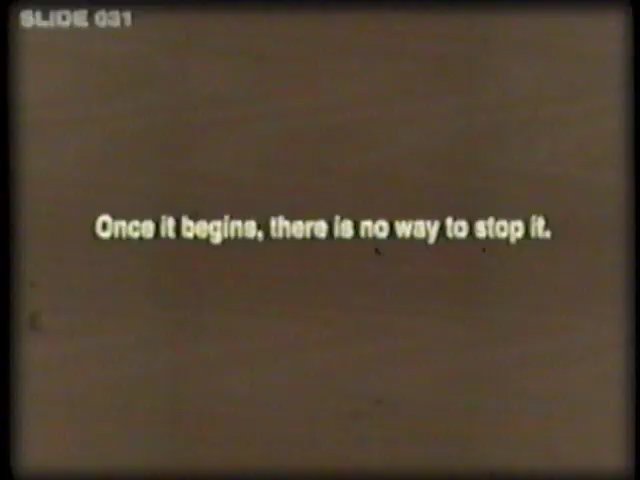 SLIDE 031
Once it begins, there is no way to stop it.